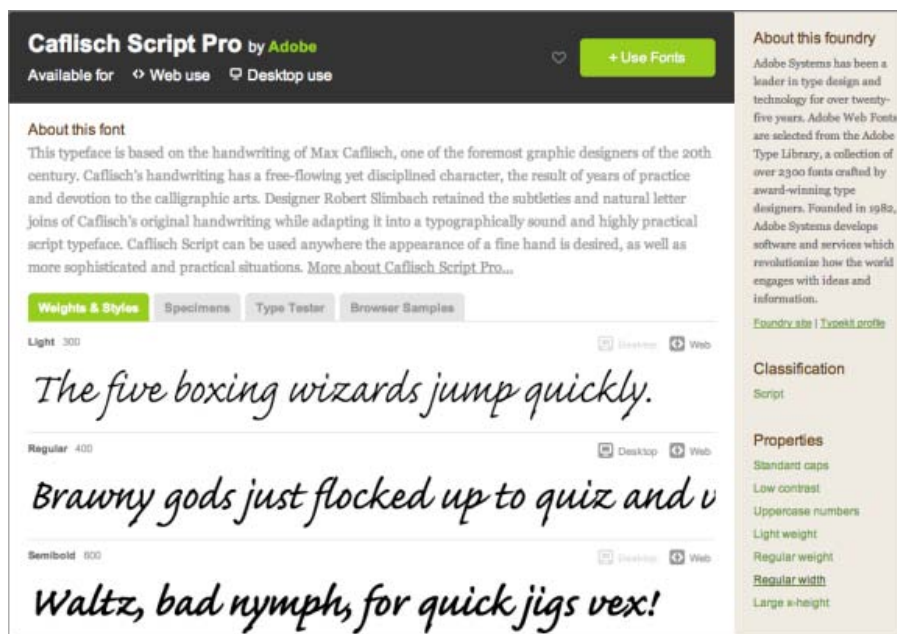 Caflisch Script Pro by Adobe
+ Use Fonts
Available for Web use Desktop use
About this font
This typeface is based on the handwriting of Max Caflisch, one of the foremost graphic designers of the 20th
century. Caflisch's handwriting has a free-flowing yet disciplined character, the result of years of practice
and devotion to the calligraphic arts. Designer Robert Slimbach retained the subtleties and natural letter
joins of Caflisch's original handwriting while adapting it into a typographically sound and highly practical
script typeface. Caflisch Script can be used anywhere the appearance of a fine hand is desired, as well as
more sophisticated and practical situations. More about Caflisch Script Pro...
Weights & Styles Specimens Type Tester Browser Samples
Light 300 Desktop Web
The five boxing wizards jump quickly.
Regular 400 Desktop Web
Brawny gods just flocked up to quiz and v
Semibold 600 Desktop Web
Waltz, bad nymph, for quick jigs vex!
About this foundry
Adobe Systems has been a
leader in type design and
technology for over twenty-
five years. Adobe Web Fonts
are selected from the Adobe
Type Library, a collection of
over 2300 fonts crafted by
award-winning type
designers. Founded in 1982,
Adobe Systems develops
software and services which
revolutionize how the world
engages with ideas and
information.
Foundry site | Typekit profile
Classification
Script
Properties
Standard caps
Low contrast
Uppercase numbers
Light weight
Regular weight
Regular width
Large x-height